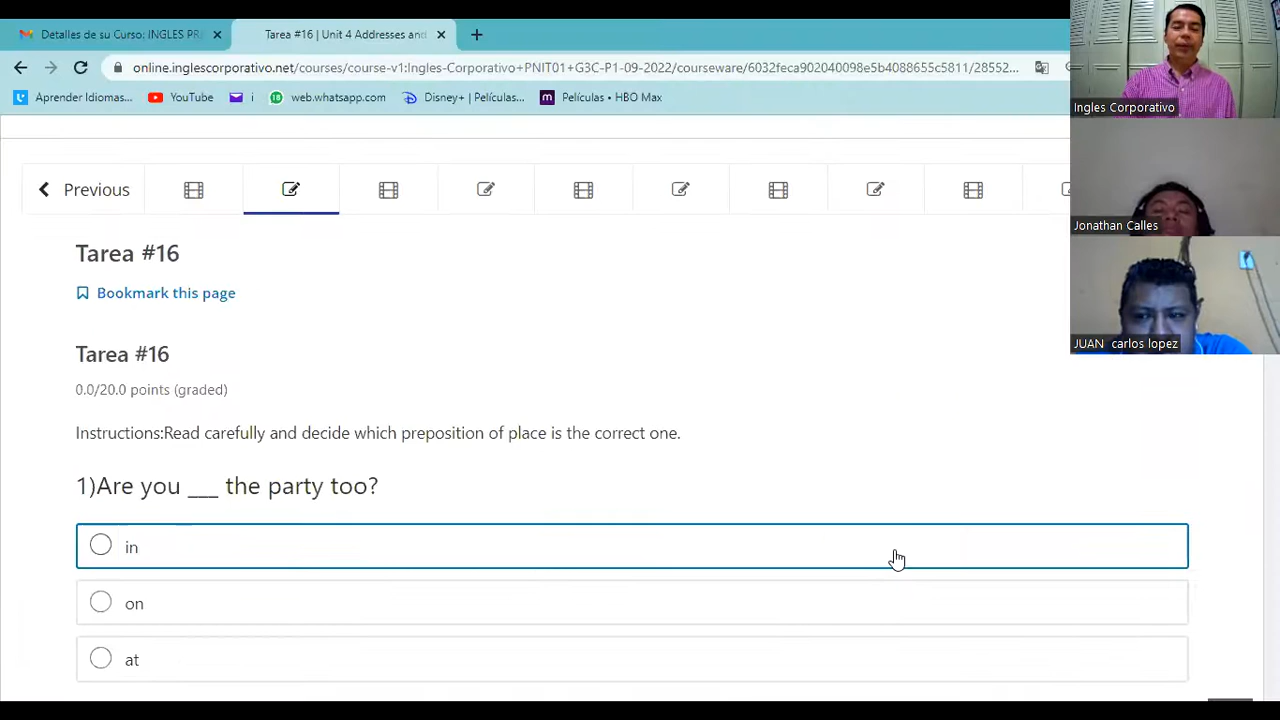 Detalles de su Curso: INGLES PR
Tarea #16 | Unit 4 Addresses and
online.inglescorporativo.net/courses/course-v1:Ingles-Corporativo+PNIT01+G3C-P1-09-2022/courseware/6032feca902040098e5b4088655c5811/28552...
Aprender Idiomas...
YouTube
i
web.whatsapp.com
Disney+ | Películas...
Películas • HBO Max
Ingles Corporativo
Jonathan Calles
JUAN carlos lopez
Previous
Tarea #16
Bookmark this page
Tarea #16
0.0/20.0 points (graded)
Instructions:Read carefully and decide which preposition of place is the correct one.
1)Are you ___ the party too?
in
on
at